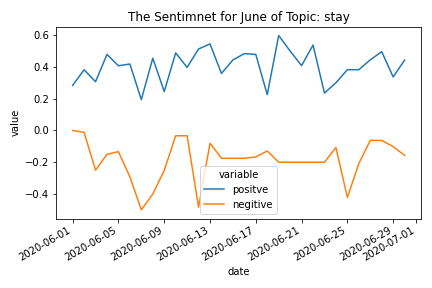 The Sentimnet for June of Topic: stay
value
0.6
0.4
0.2
0.0
−0.2
−0.4
variable
positve
negitive
2020-06-01
2020-06-05
2020-06-09
2020-06-13
2020-06-17
2020-06-21
2020-06-25
2020-06-29
2020-07-01
date